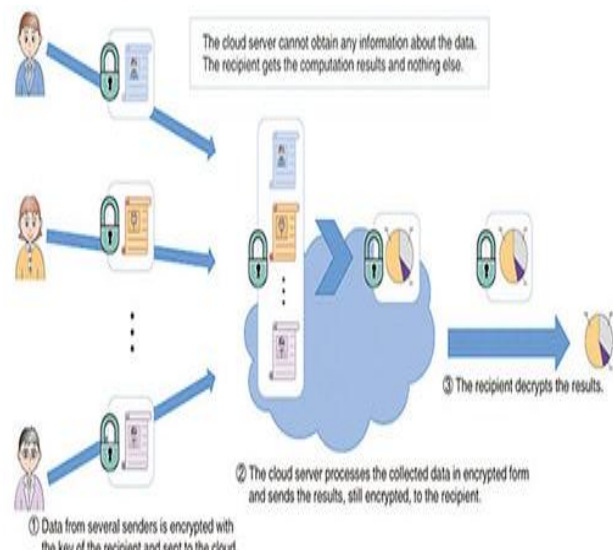 The cloud server cannot obtain any information about the data.
The recipient gets the computation results and nothing else.
③ The recipient decrypts the results.
② The cloud server processes the collected data in encrypted form
and sends the results, still encrypted, to the recipient.
① Data from several senders is encrypted with
the key of the recipient and sent to the cloud